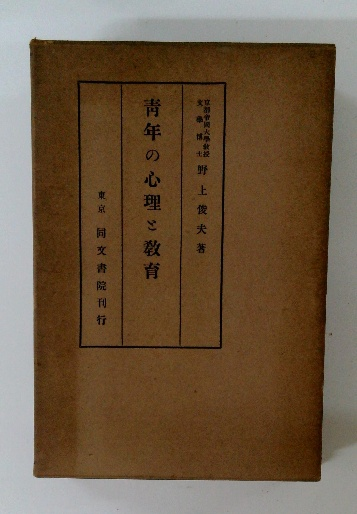 京都帝国大學教授
文學博士
野上俊夫著
青年の心理と教育
東京 同文書院刊行